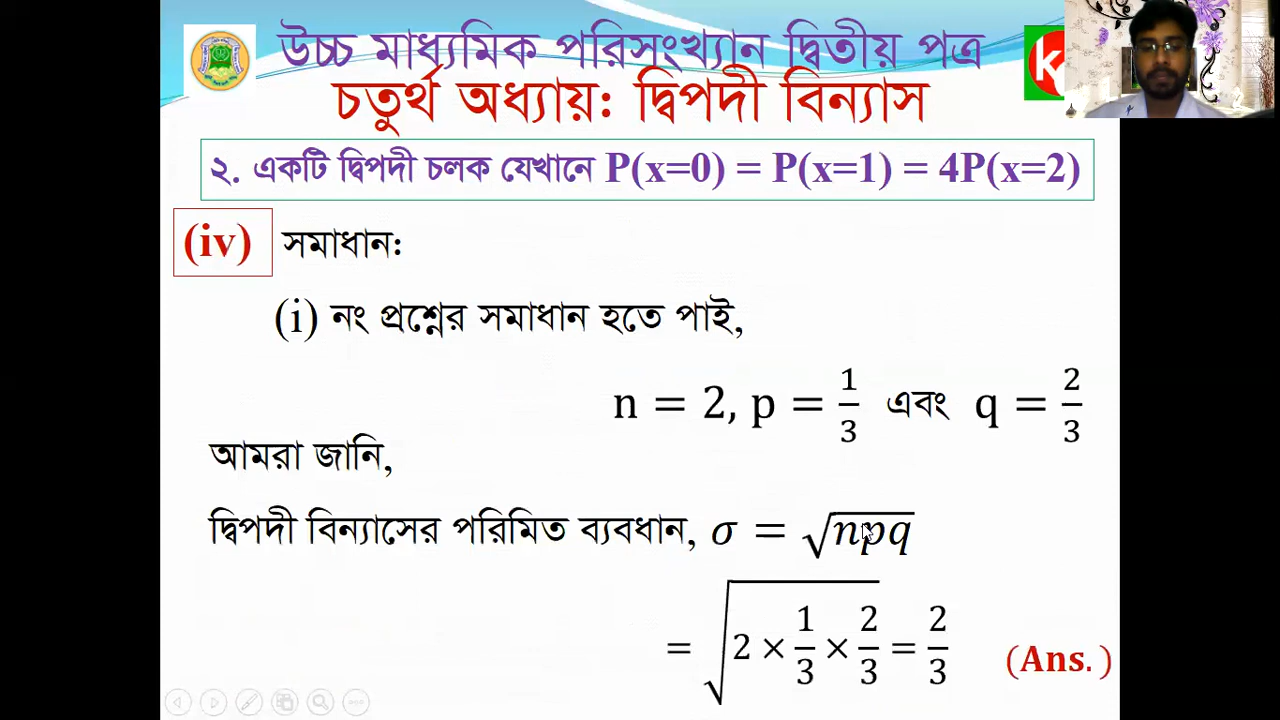 উচ্চ মাধ্যমিক পরিসংখ্যান দ্বিতীয় পত্র
চতুর্থ অধ্যায়: দ্বিপদী বিন্যাস
K
২. একটি দ্বিপদী চলক যেখানে P(x=0) = P(x=1) = 4P(x=2)
(iv) সমাধান:
(i) নং প্রশ্নের সমাধান হতে পাই,
n = 2, p = 1/3 এবং q = 2/3
আমরা জানি,
দ্বিপদী বিন্যাসের পরিমিত ব্যবধান, σ = √npq
= √(2 × 1/3 × 2/3) = 2/3 (Ans.)